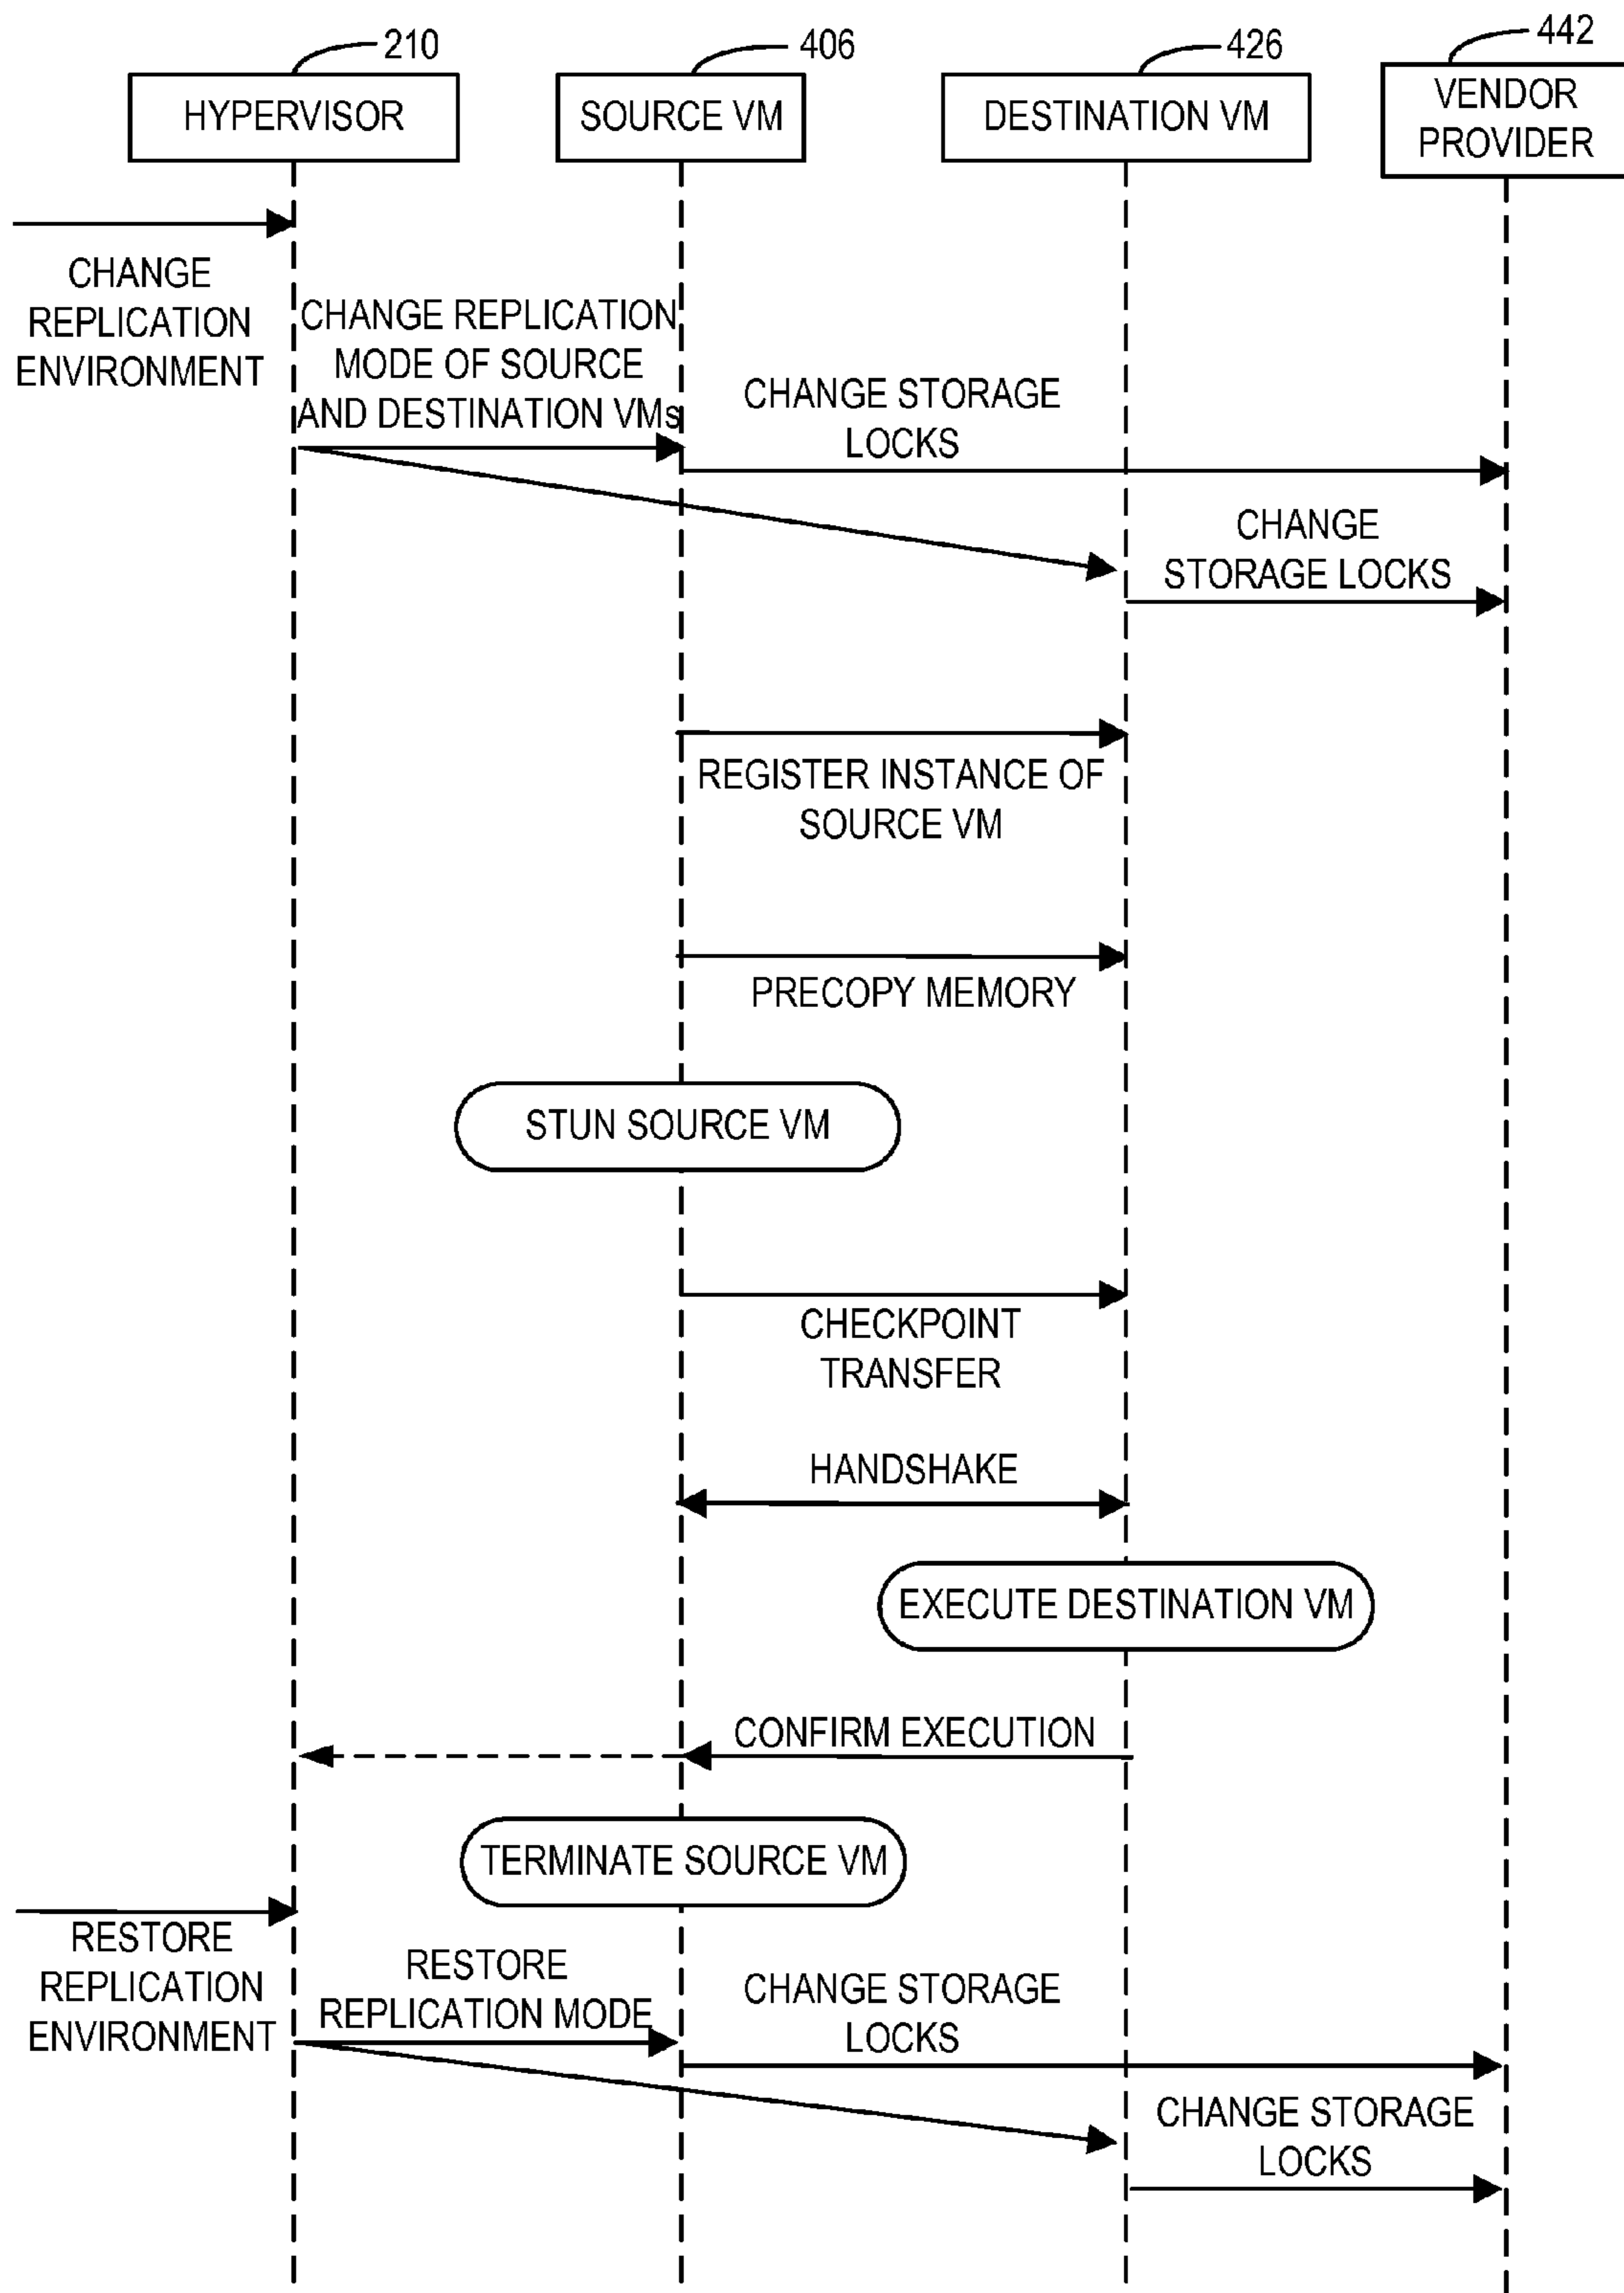 210
406
426
442
HYPERVISOR
SOURCE VM
DESTINATION VM
VENDOR
PROVIDER
CHANGE
REPLICATION
ENVIRONMENT
CHANGE REPLICATION
MODE OF SOURCE
AND DESTINATION VMs
CHANGE STORAGE
LOCKS
CHANGE
STORAGE LOCKS
REGISTER INSTANCE OF
SOURCE VM
PRECOPY MEMORY
STUN SOURCE VM
CHECKPOINT
TRANSFER
HANDSHAKE
EXECUTE DESTINATION VM
CONFIRM EXECUTION
TERMINATE SOURCE VM
RESTORE
REPLICATION
ENVIRONMENT
RESTORE
REPLICATION MODE
CHANGE STORAGE
LOCKS
CHANGE STORAGE
LOCKS